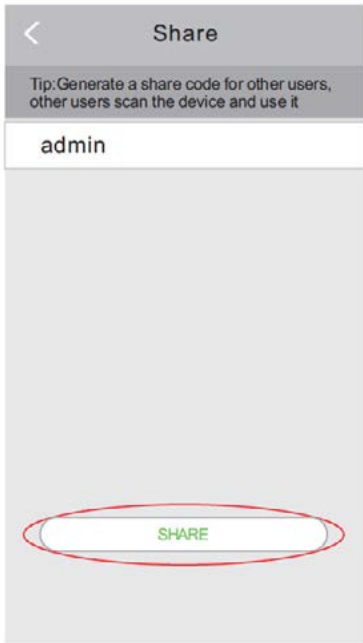 Share
Tip:Generate a share code for other users,
other users scan the device and use it
admin
SHARE